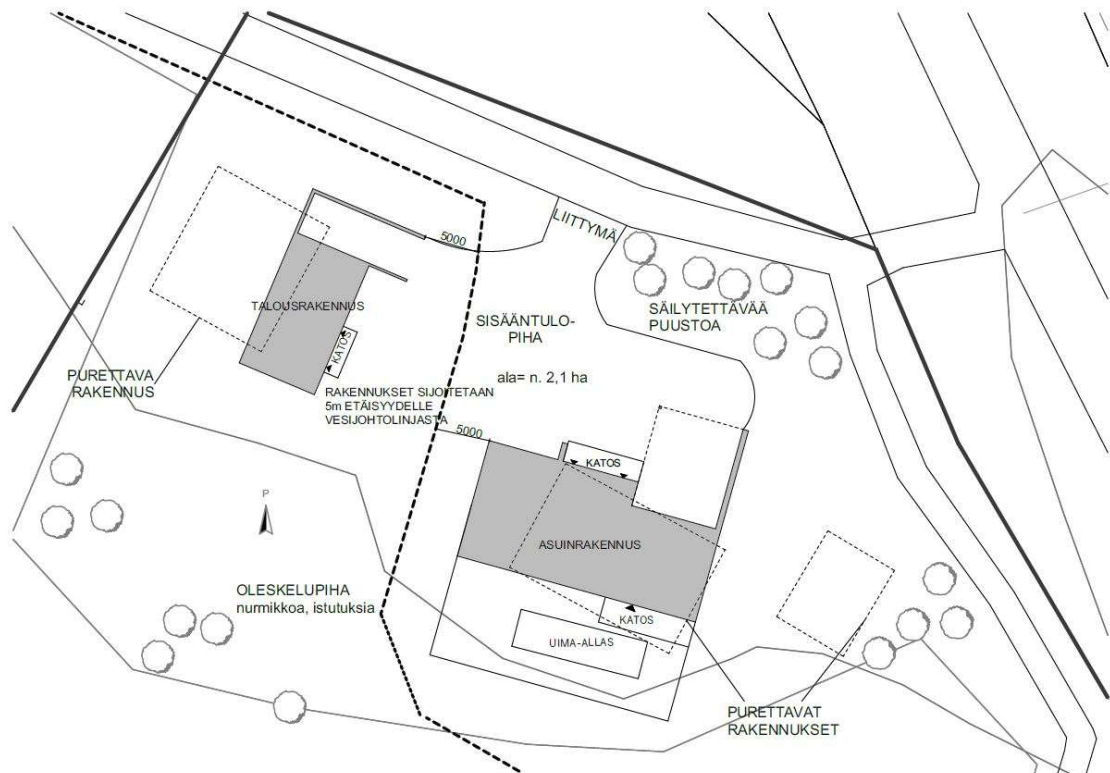 LIITTYMÄ
5000
SÄILYTETTÄVÄÄ
PUUSTOA
TALOUSRAKENNUS
SISÄÄNTULO-
PIHA
KATOS
PURETTAVA
RAKENNUS
ala= n. 2,1 ha
RAKENNUKSET SIJOITETAAN
5m ETÄISYYDELLE
VESIJOHTOLINJASTA
5000
KATOS
P
ASUINRAKENNUS
OLESKELUPIHA
nurmikkoa, istutuksia
KATOS
UIMA-ALLAS
PURETTAVAT
RAKENNUKSET